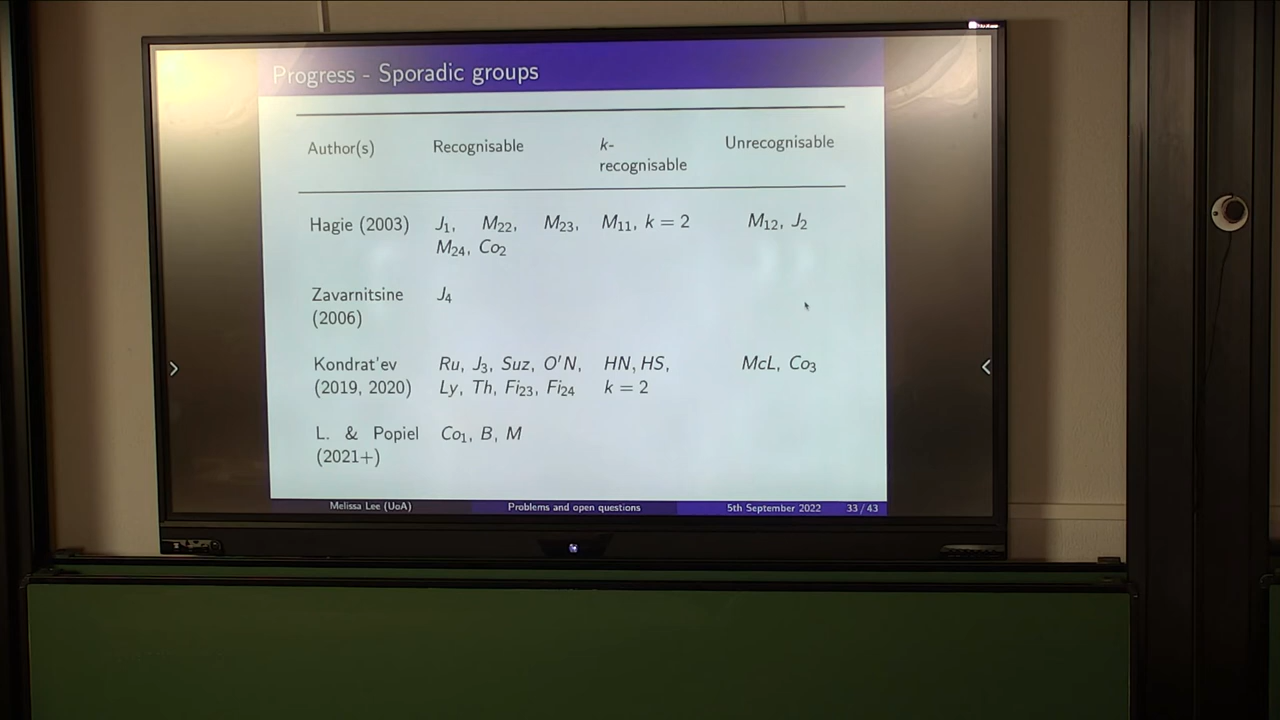 Progress - Sporadic groups
Author(s) Recognisable k- Unrecognisable
recognisable
Hagie (2003) J₁, M₂₂, M₂₃, M₁₁, k = 2 M₁₂, J₂
M₂₄, Co₂
Zavarnitsine J₄
(2006)
Kondrat'ev Ru, J₃, Suz, O'N, HN, HS, McL, Co₃
(2019, 2020) Ly, Th, Fi₂₃, Fi₂₄ k = 2
L. & Popiel Co₁, B, M
(2021+)
Melissa Lee (UoA) Problems and open questions 5th September 2022 33 / 43